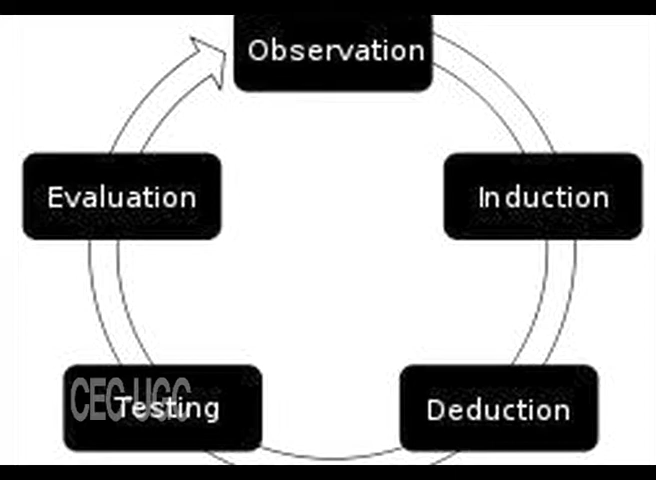 Observation
Evaluation
Induction
CEC-UGC
Testing
Deduction